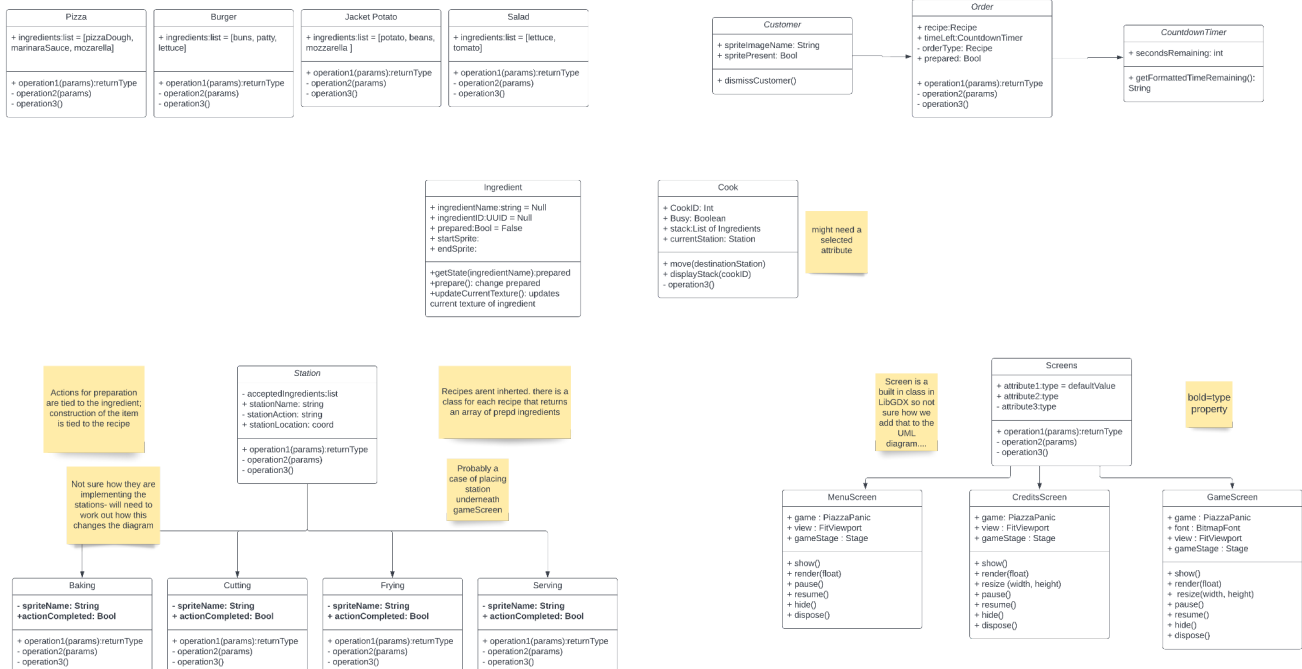 Pizza
+ ingredients:list = [pizzaDough,
marinaraSauce, mozarella]
+ operation1(params):returnType
- operation2(params)
- operation3()
Burger
+ ingredients:list = [buns, patty,
lettuce]
+ operation1(params):returnType
- operation2(params)
- operation3()
Jacket Potato
+ ingredients:list = [potato, beans,
mozzarella ]
+ operation1(params):returnType
- operation2(params)
- operation3()
Salad
+ ingredients:list = [lettuce,
tomato]
+ operation1(params):returnType
- operation2(params)
- operation3()
Customer
+ spriteImageName: String
+ spritePresent: Bool
+ dismissCustomer()
Order
+ recipe:Recipe
+ timeLeft:CountdownTimer
- orderType: Recipe
+ prepared: Bool
+ operation1(params):returnType
- operation2(params)
- operation3()
CountdownTimer
+ secondsRemaining: int
+ getFormattedTimeRemaining():
String
Ingredient
+ ingredientName:string = Null
+ ingredientID:UUID = Null
+ prepared:Bool = False
+ startSprite:
+ endSprite:
+getState(ingredientName):prepared
+prepare(): change prepared
+updateCurrentTexture(): updates
current texture of ingredient
Cook
+ CookID: Int
+ Busy: Boolean
+ stack:List of Ingredients
+ currentStation: Station
+ move(destinationStation)
+ displayStack(cookID)
- operation3()
might need a
selected
attribute
Actions for preparation
are tied to the ingredient;
construction of the item
is tied to the recipe
Station
- acceptedIngredients:list
+ stationName: string
- stationAction: string
+ stationLocation: coord
+ operation1(params):returnType
- operation2(params)
- operation3()
Recipes arent inherited. there is a
class for each recipe that returns
an array of prepd ingredients
Not sure how they are
implementing the
stations- will need to
work out how this
changes the diagram
Probably a
case of placing
station
underneath
gameScreen
Screen is a
built in class in
LibGDX so not
sure how we
add that to the
UML
diagram....
Screens
+ attribute1:type = defaultValue
+ attribute2:type
- attribute3:type
+ operation1(params):returnType
- operation2(params)
- operation3()
bold=type
property
Baking
- spriteName: String
+actionCompleted: Bool
+ operation1(params):returnType
- operation2(params)
- operation3()
Cutting
- spriteName: String
+ actionCompleted: Bool
+ operation1(params):returnType
- operation2(params)
- operation3()
Frying
- spriteName: String
+ actionCompleted: Bool
+ operation1(params):returnType
- operation2(params)
- operation3()
Serving
- spriteName: String
+ actionCompleted: Bool
+ operation1(params):returnType
- operation2(params)
- operation3()
MenuScreen
+ game : PiazzaPanic
+ view : FitViewport
+ gameStage : Stage
+ show()
+ render(float)
+ pause()
+ resume()
+ hide()
+ dispose()
CreditsScreen
+ game: PiazzaPanic
+ view : FitViewport
+ gameStage : Stage
+ show()
+ render(float)
+ resize (width, height)
+ pause()
+ resume()
+ hide()
+ dispose()
GameScreen
+ game : PiazzaPanic
+ font : BitmapFont
+ view : FitViewport
+ gameStage : Stage
+ show()
+ render(float)
+ resize(width, height)
+ pause()
+ resume()
+ hide()
+ dispose()